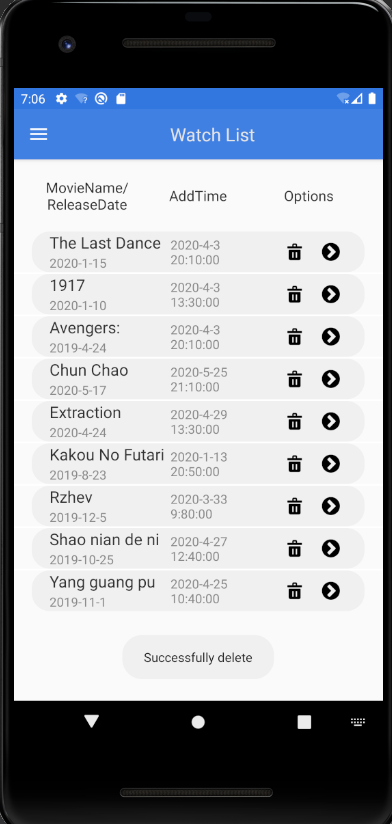 7:06
Watch List
MovieName/
ReleaseDate
AddTime
Options
The Last Dance
2020-1-15
2020-4-3
20:10:00
1917
2020-1-10
2020-4-3
13:30:00
Avengers:
2019-4-24
2020-4-3
20:10:00
Chun Chao
2020-5-17
2020-5-25
21:10:00
Extraction
2020-4-24
2020-4-29
13:30:00
Kakou No Futari
2019-8-23
2020-1-13
20:50:00
Rzhev
2019-12-5
2020-3-33
9:80:00
Shao nian de ni
2019-10-25
2020-4-27
12:40:00
Yang guang pu
2019-11-1
2020-4-25
10:40:00
Successfully delete